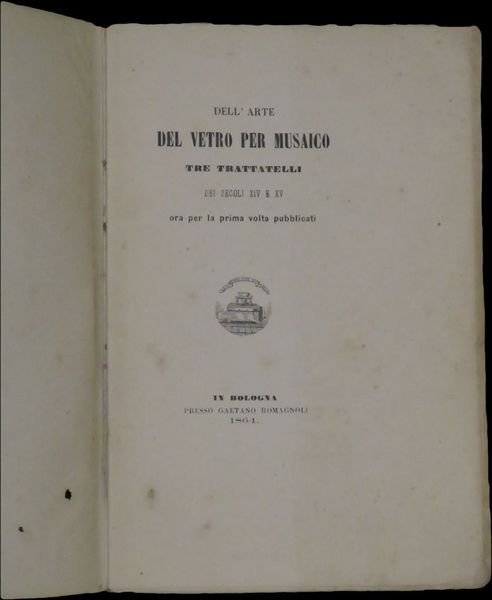 DELL' ARTE
DEL VETRO PER MUSAICO
TRE TRATTATELLI
DEI SECOLI XIV E XV
ora per la prima volta pubblicati
IN BOLOGNA
PRESSO GAETANO ROMAGNOLI
1864.